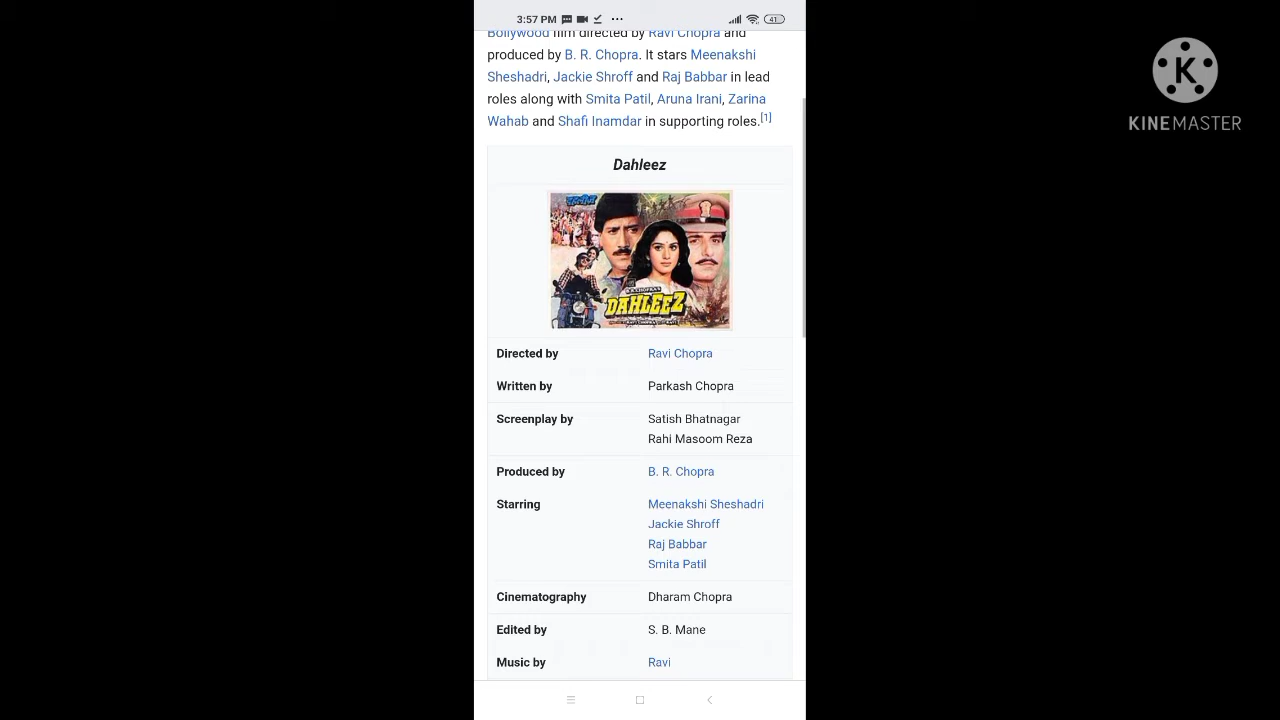 3:57 PM
41
Bollywood film directed by Ravi Chopra and
produced by B. R. Chopra. It stars Meenakshi
Sheshadri, Jackie Shroff and Raj Babbar in lead
roles along with Smita Patil, Aruna Irani, Zarina
Wahab and Shafi Inamdar in supporting roles.[1]
Dahleez
DAHLEEZ
Directed by Ravi Chopra
Written by Parkash Chopra
Screenplay by Satish Bhatnagar
Rahi Masoom Reza
Produced by B. R. Chopra
Starring Meenakshi Sheshadri
Jackie Shroff
Raj Babbar
Smita Patil
Cinematography Dharam Chopra
Edited by S. B. Mane
Music by Ravi
K
KINEMASTER